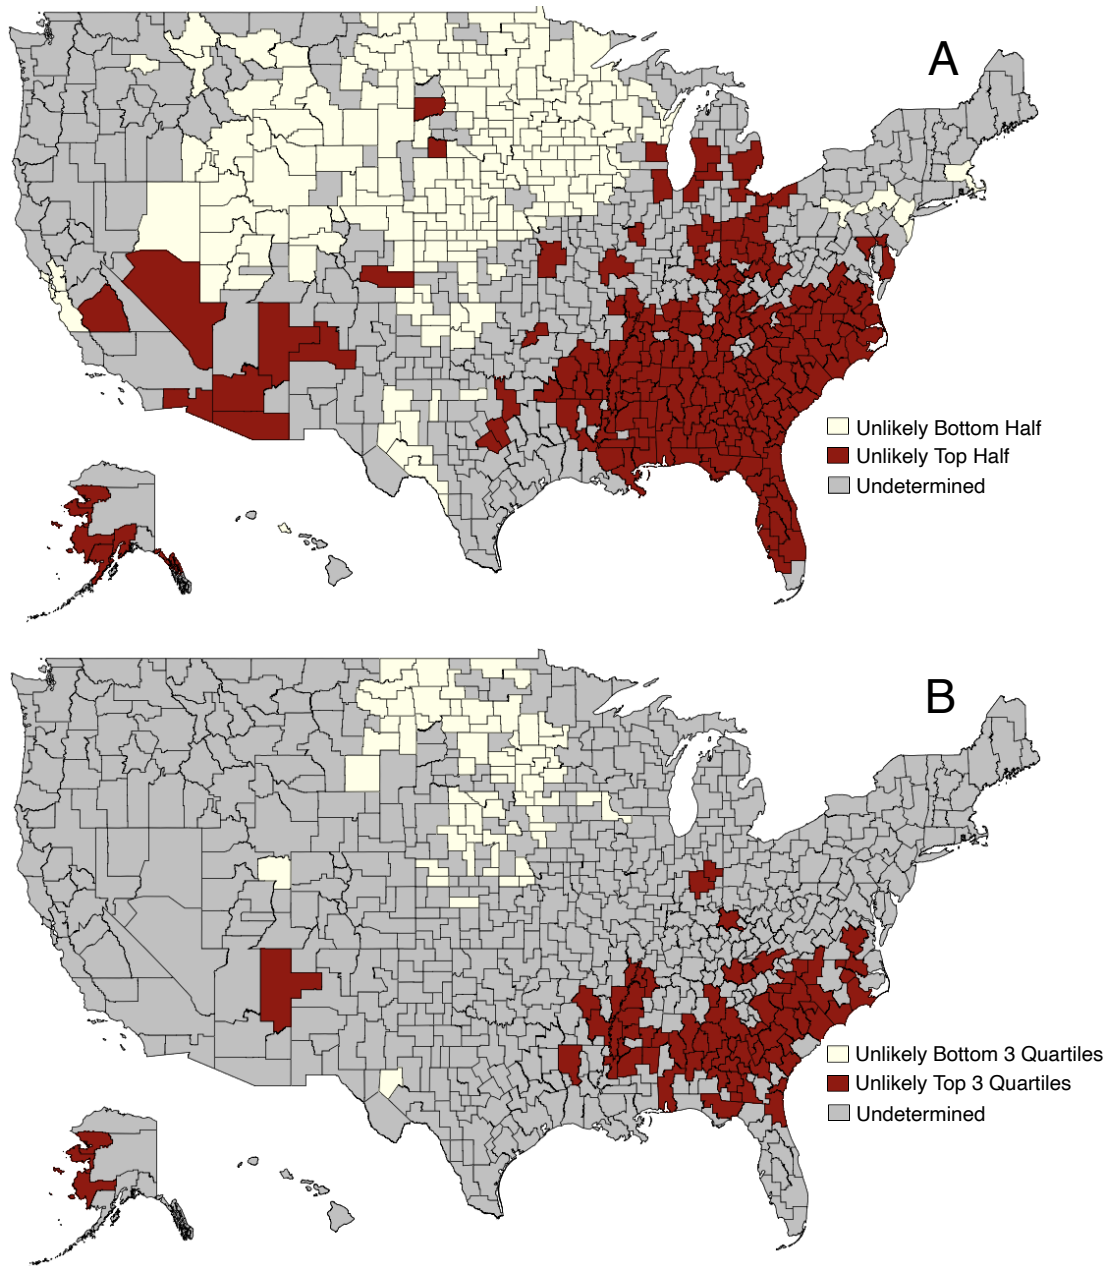 A
Unlikely Bottom Half
Unlikely Top Half
Undetermined
B
Unlikely Bottom 3 Quartiles
Unlikely Top 3 Quartiles
Undetermined